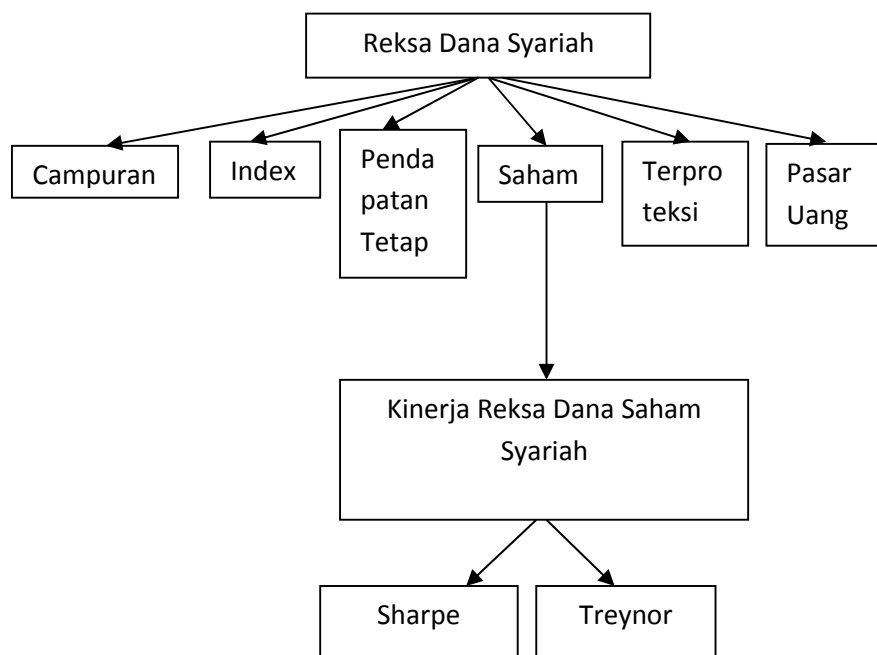 Reksa Dana Syariah
Campuran
Index
Penda
patan
Tetap
Saham
Terpro
teksi
Pasar
Uang
Kinerja Reksa Dana Saham
Syariah
Sharpe
Treynor